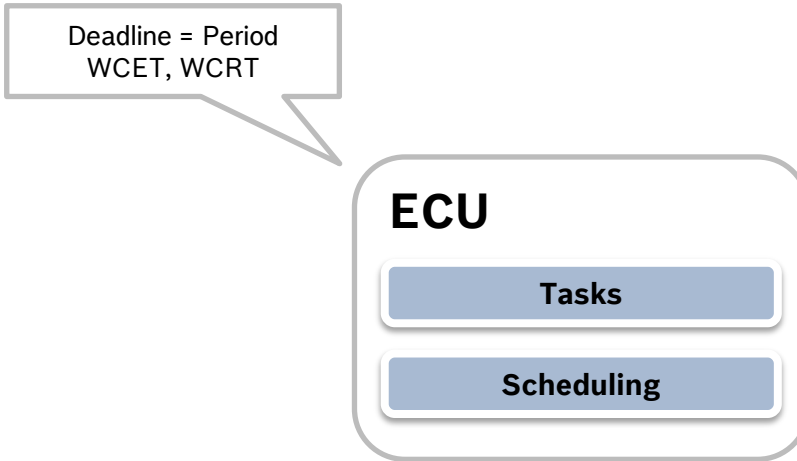 Deadline = Period
WCET, WCRT
ECU
Tasks
Scheduling